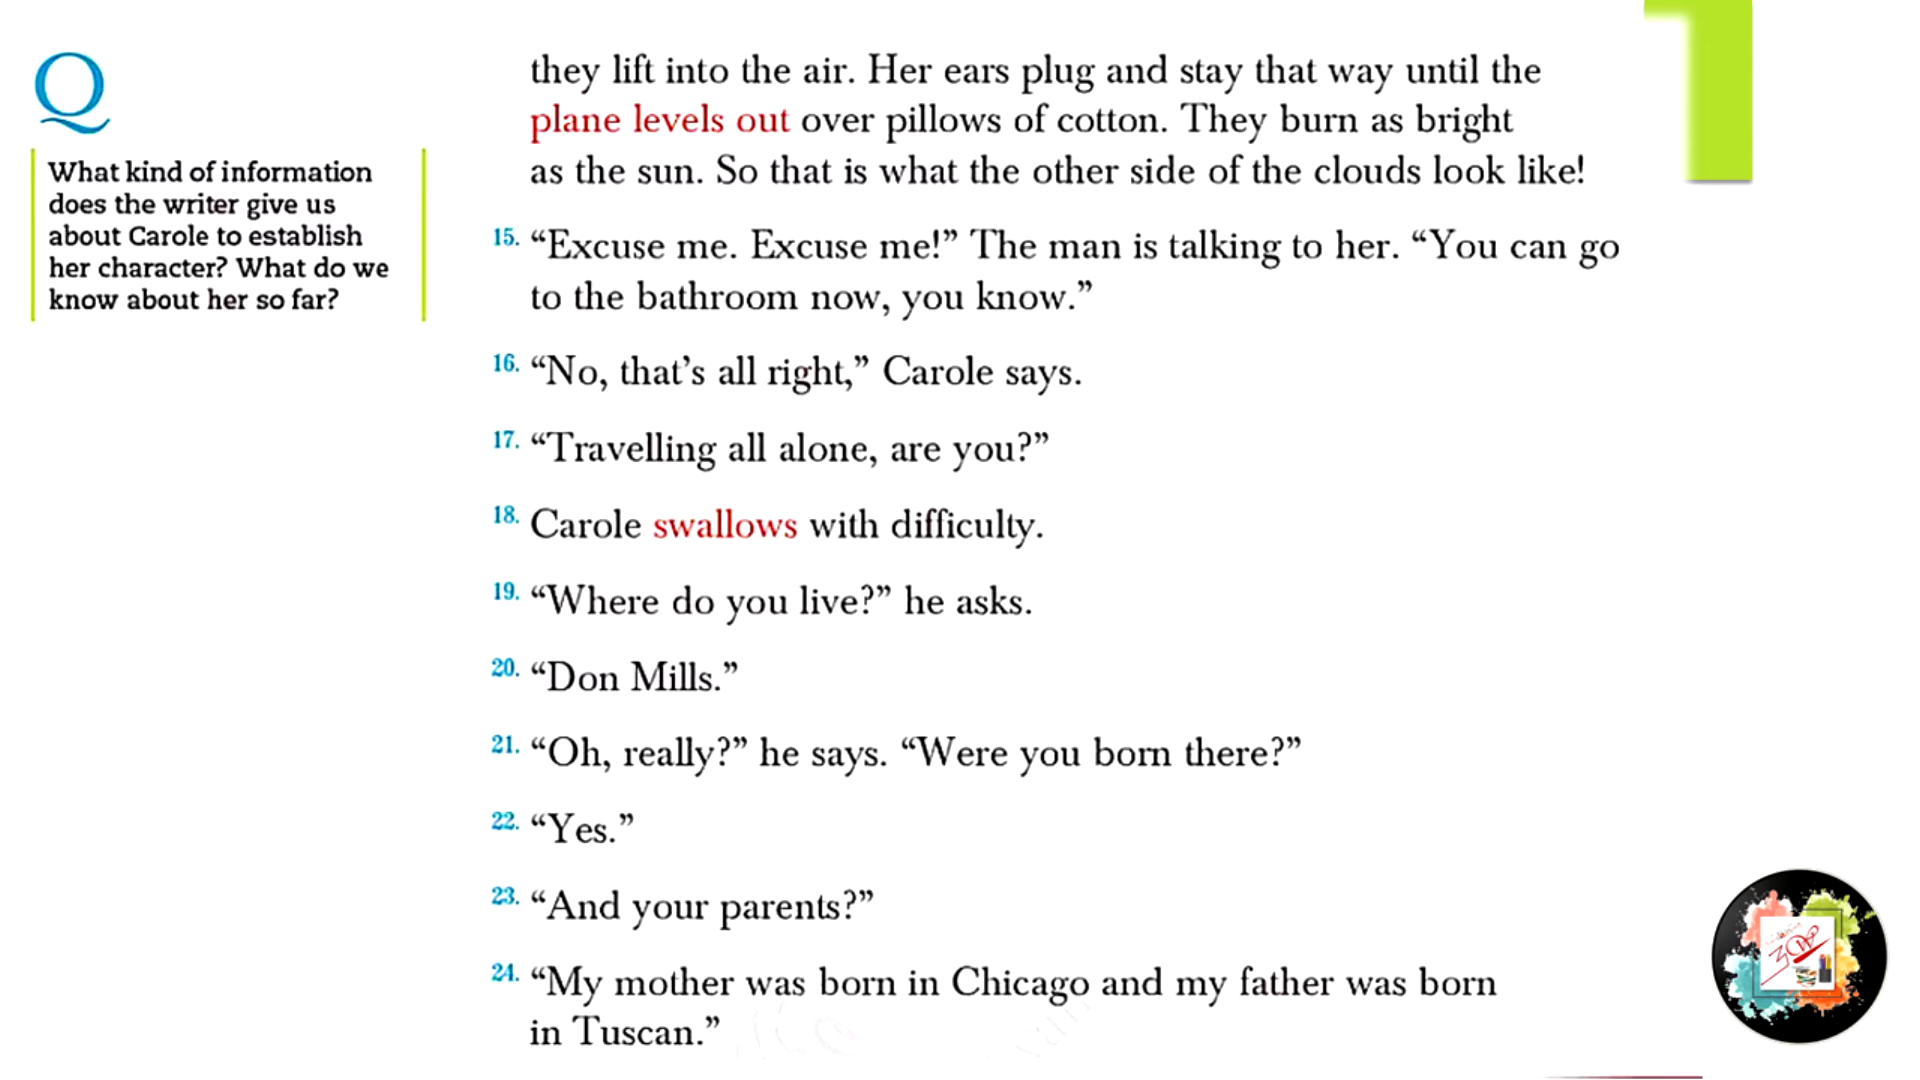 Q
What kind of information
does the writer give us
about Carole to establish
her character? What do we
know about her so far?
they lift into the air. Her ears plug and stay that way until the
plane levels out over pillows of cotton. They burn as bright
as the sun. So that is what the other side of the clouds look like!
15. “Excuse me. Excuse me!” The man is talking to her. “You can go
to the bathroom now, you know.”
16. “No, that’s all right,” Carole says.
17. “Travelling all alone, are you?”
18. Carole swallows with difficulty.
19. “Where do you live?” he asks.
20. “Don Mills.”
21. “Oh, really?” he says. “Were you born there?”
22. “Yes.”
23. “And your parents?”
24. “My mother was born in Chicago and my father was born
in Tuscan.”
1